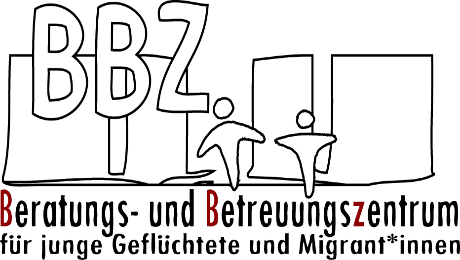 BBZ
Beratungs- und Betreuungszentrum
für junge Geflüchtete und Migrant*innen